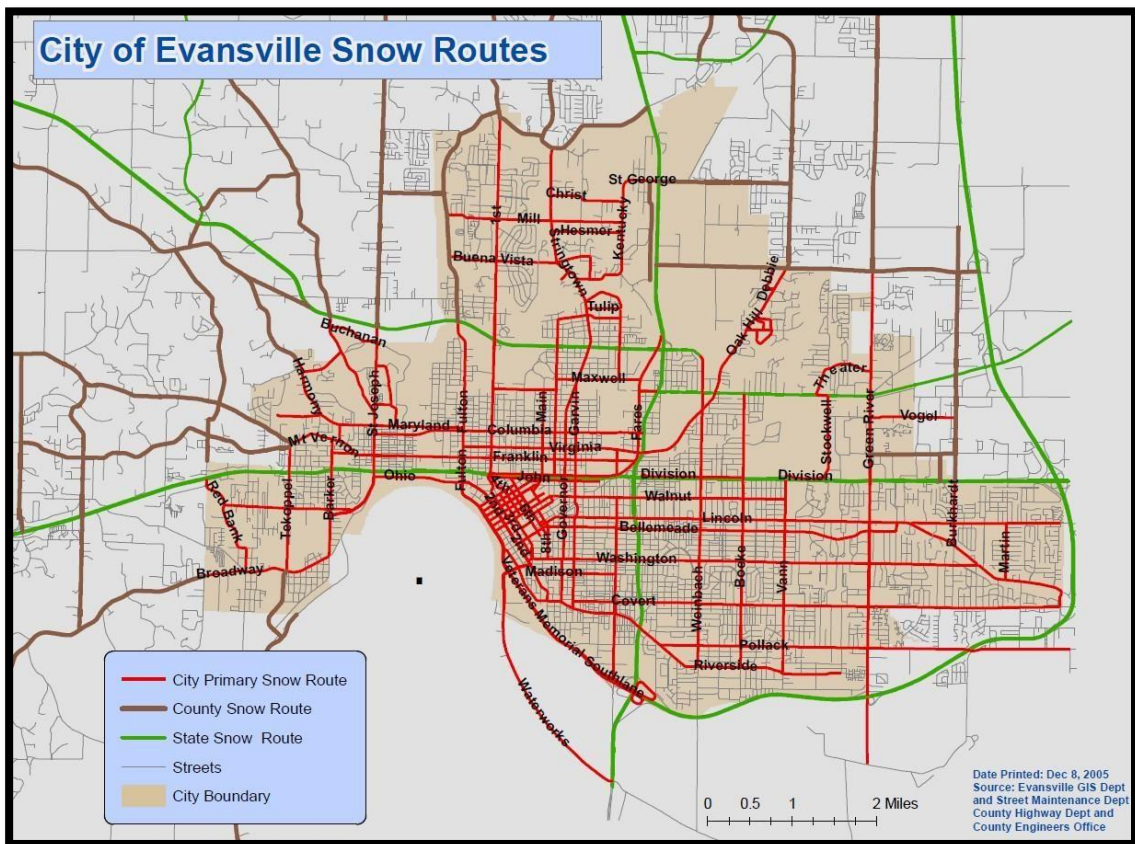 City of Evansville Snow Routes
St George
Christ
1st
Mill
Hesmer
Kentucky
Stringtown
Buena Vista
Debbie
Tulip
Oak Hill
Buchanan
Harmony
St Joseph
Theater
Maxwell
Green River
Vogel
Fulton
Main
Garvin
Fares
Stockwell
Maryland
Columbia
Mt Vernon
Virginia
Franklin
Fulton
Ohio
John
Division
Division
4th
Red Bank
Tekoppel
Barker
Governor
Walnut
Lincoln
Burkhardt
Bellemeade
2nd
8th
Martin
Washington
Boeke
Vann
Broadway
Madison
Weinbach
Covert
Veterans Memorial
Southlane
Pollack
Riverside
Waterworks
City Primary Snow Route
County Snow Route
State Snow Route
Streets
City Boundary
0 0.5 1 2 Miles
Date Printed: Dec 8, 2005
Source: Evansville GIS Dept
and Street Maintenance Dept
County Highway Dept and
County Engineers Office